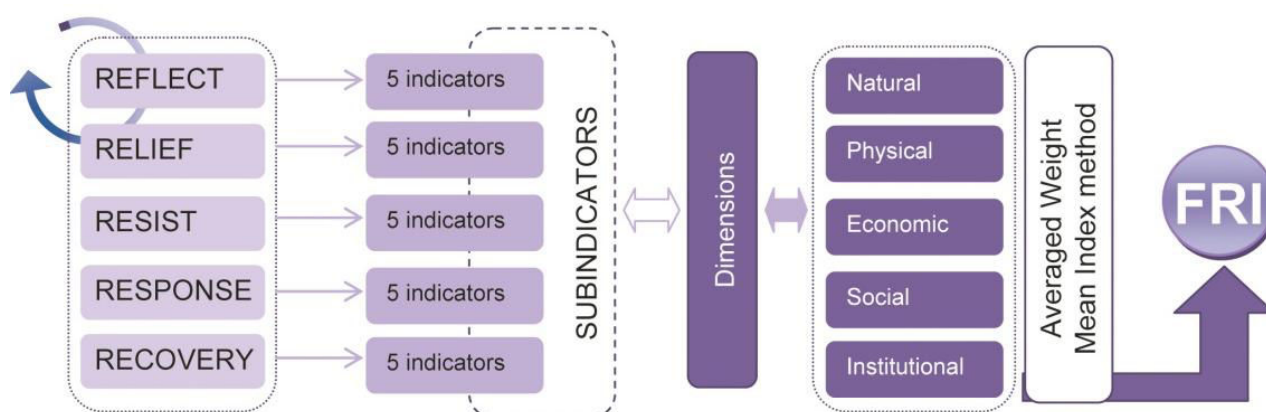 REFLECT
RELIEF
RESIST
RESPONSE
RECOVERY
5 indicators
5 indicators
5 indicators
5 indicators
5 indicators
SUBINDICATORS
Dimensions
Natural
Physical
Economic
Social
Institutional
Averaged Weight
Mean Index method
FRI